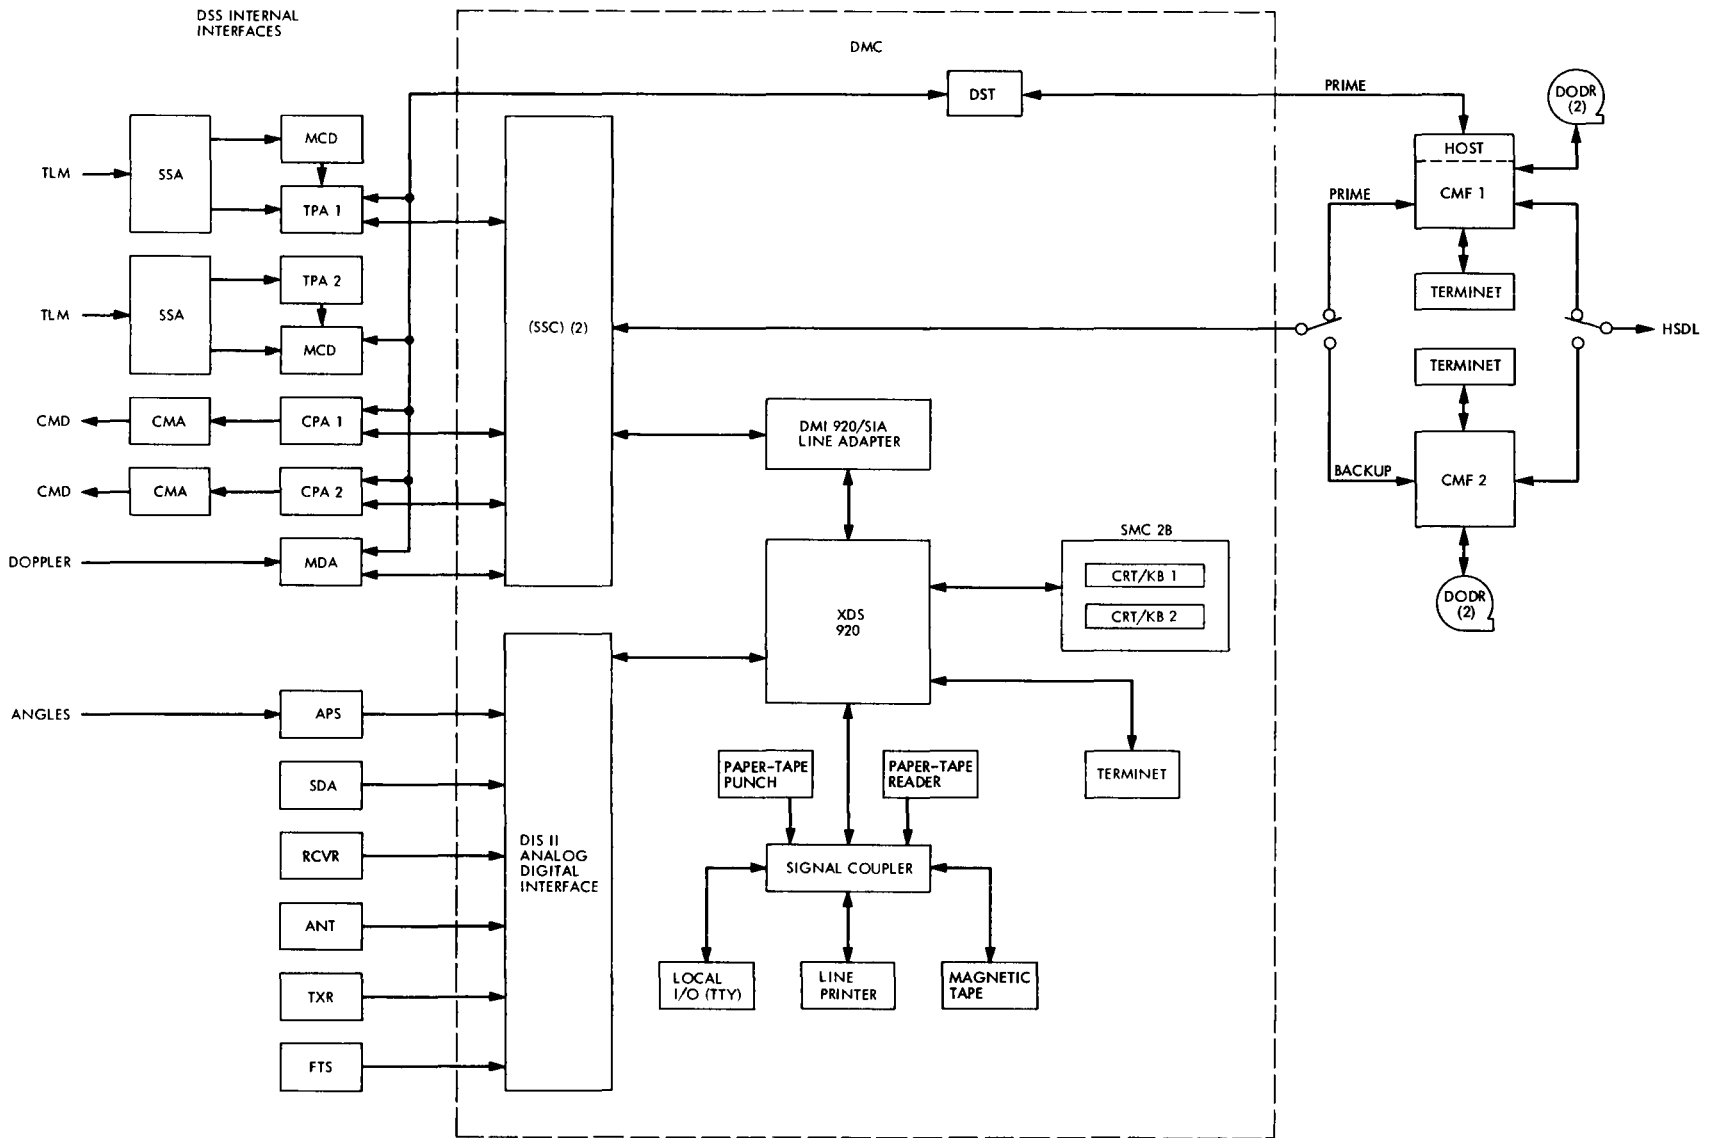 DSS INTERNAL
INTERFACES
DMC
DST
PRIME
DODR
(2)
TLM
SSA
MCD
TPA 1
HOST
CMF 1
PRIME
TERMINET
TLM
SSA
TPA 2
MCD
(SSC) (2)
HSDL
TERMINET
CMD
CMA
CPA 1
DMI 920/SIA
LINE ADAPTER
BACKUP
CMF 2
CMD
CMA
CPA 2
DOPPLER
MDA
SMC 2B
CRT/KB 1
CRT/KB 2
XDS
920
DODR
(2)
ANGLES
APS
SDA
RCVR
ANT
TXR
FTS
DIS II
ANALOG
DIGITAL
INTERFACE
PAPER-TAPE
PUNCH
PAPER-TAPE
READER
TERMINET
SIGNAL COUPLER
LOCAL
I/O (TTY)
LINE
PRINTER
MAGNETIC
TAPE